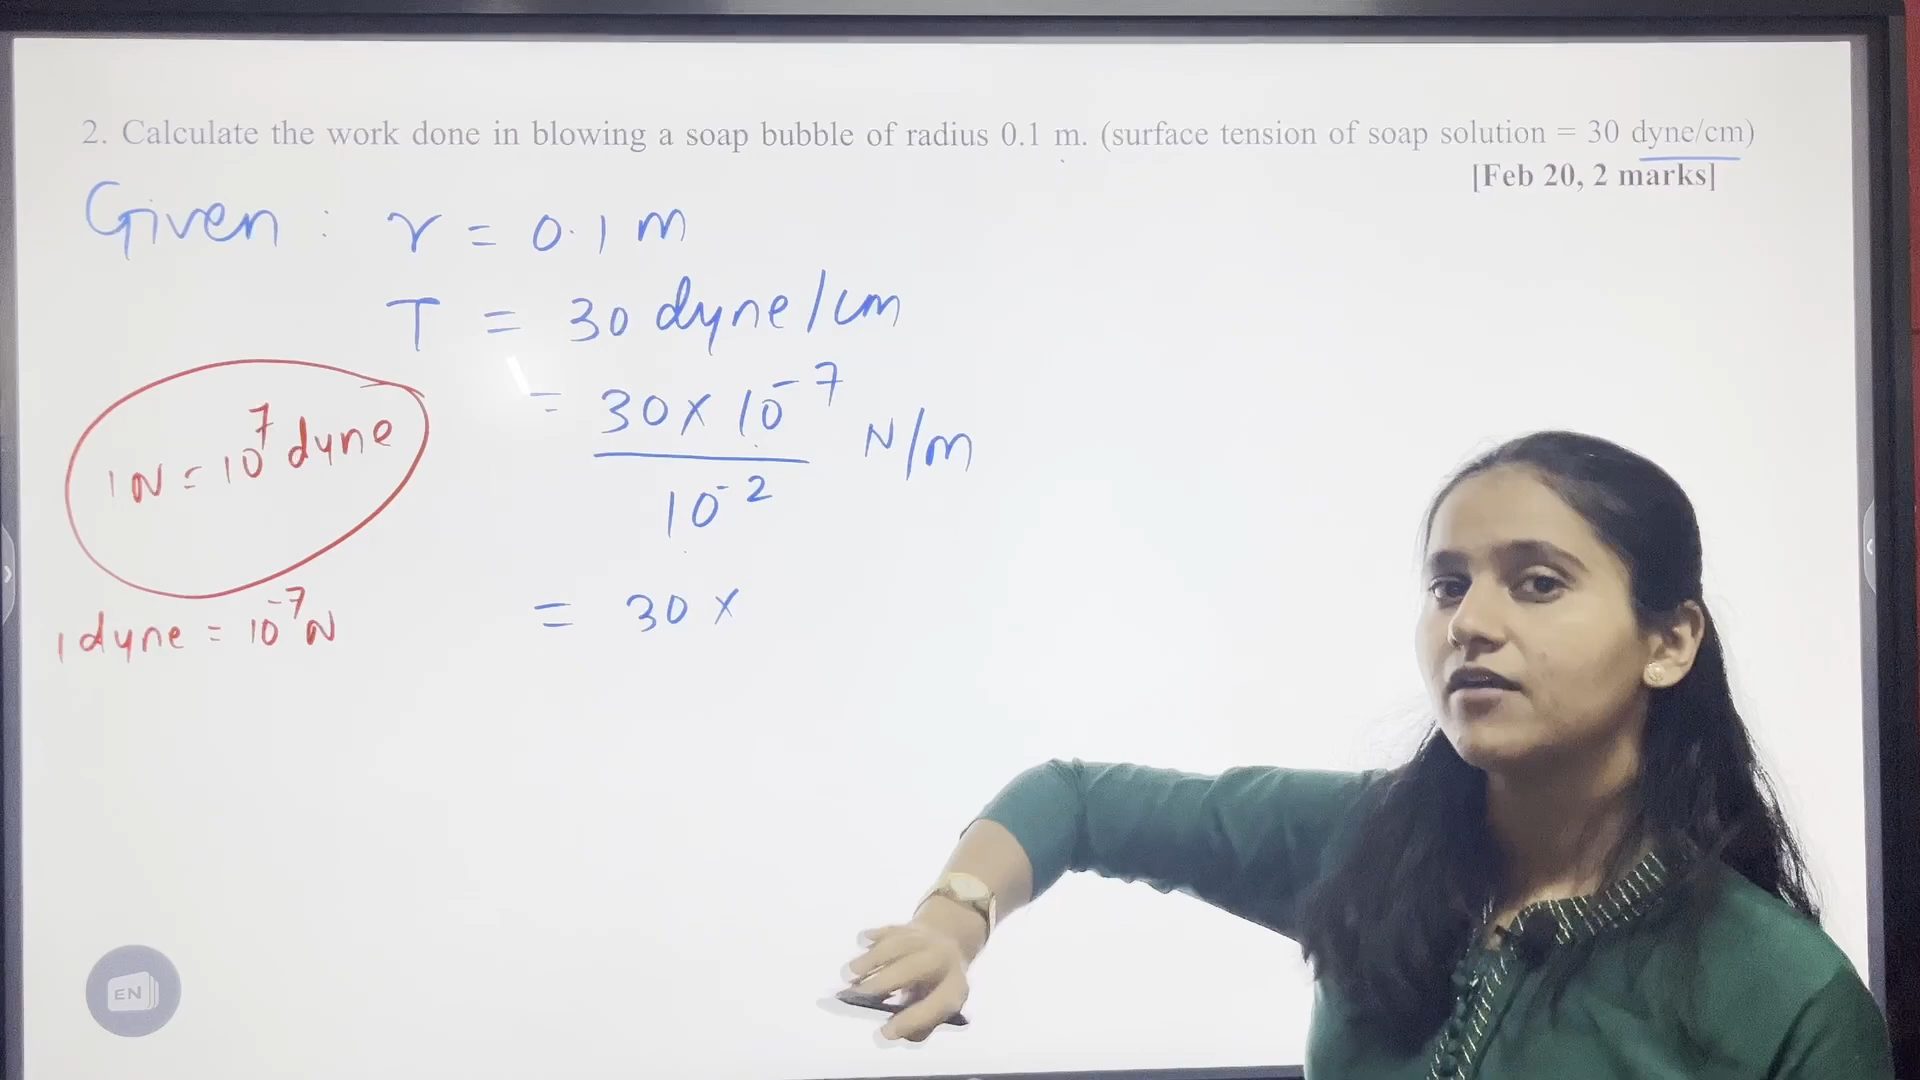 2. Calculate the work done in blowing a soap bubble of radius 0.1 m. (surface tension of soap solution = 30 dyne/cm)
[Feb 20, 2 marks]
Given : r = 0.1 m
T = 30 dyne/cm
1 N = 10⁷ dyne
= 30 x 10⁻⁷ / 10⁻² N/m
1 dyne = 10⁻⁷ N
= 30 x
EN